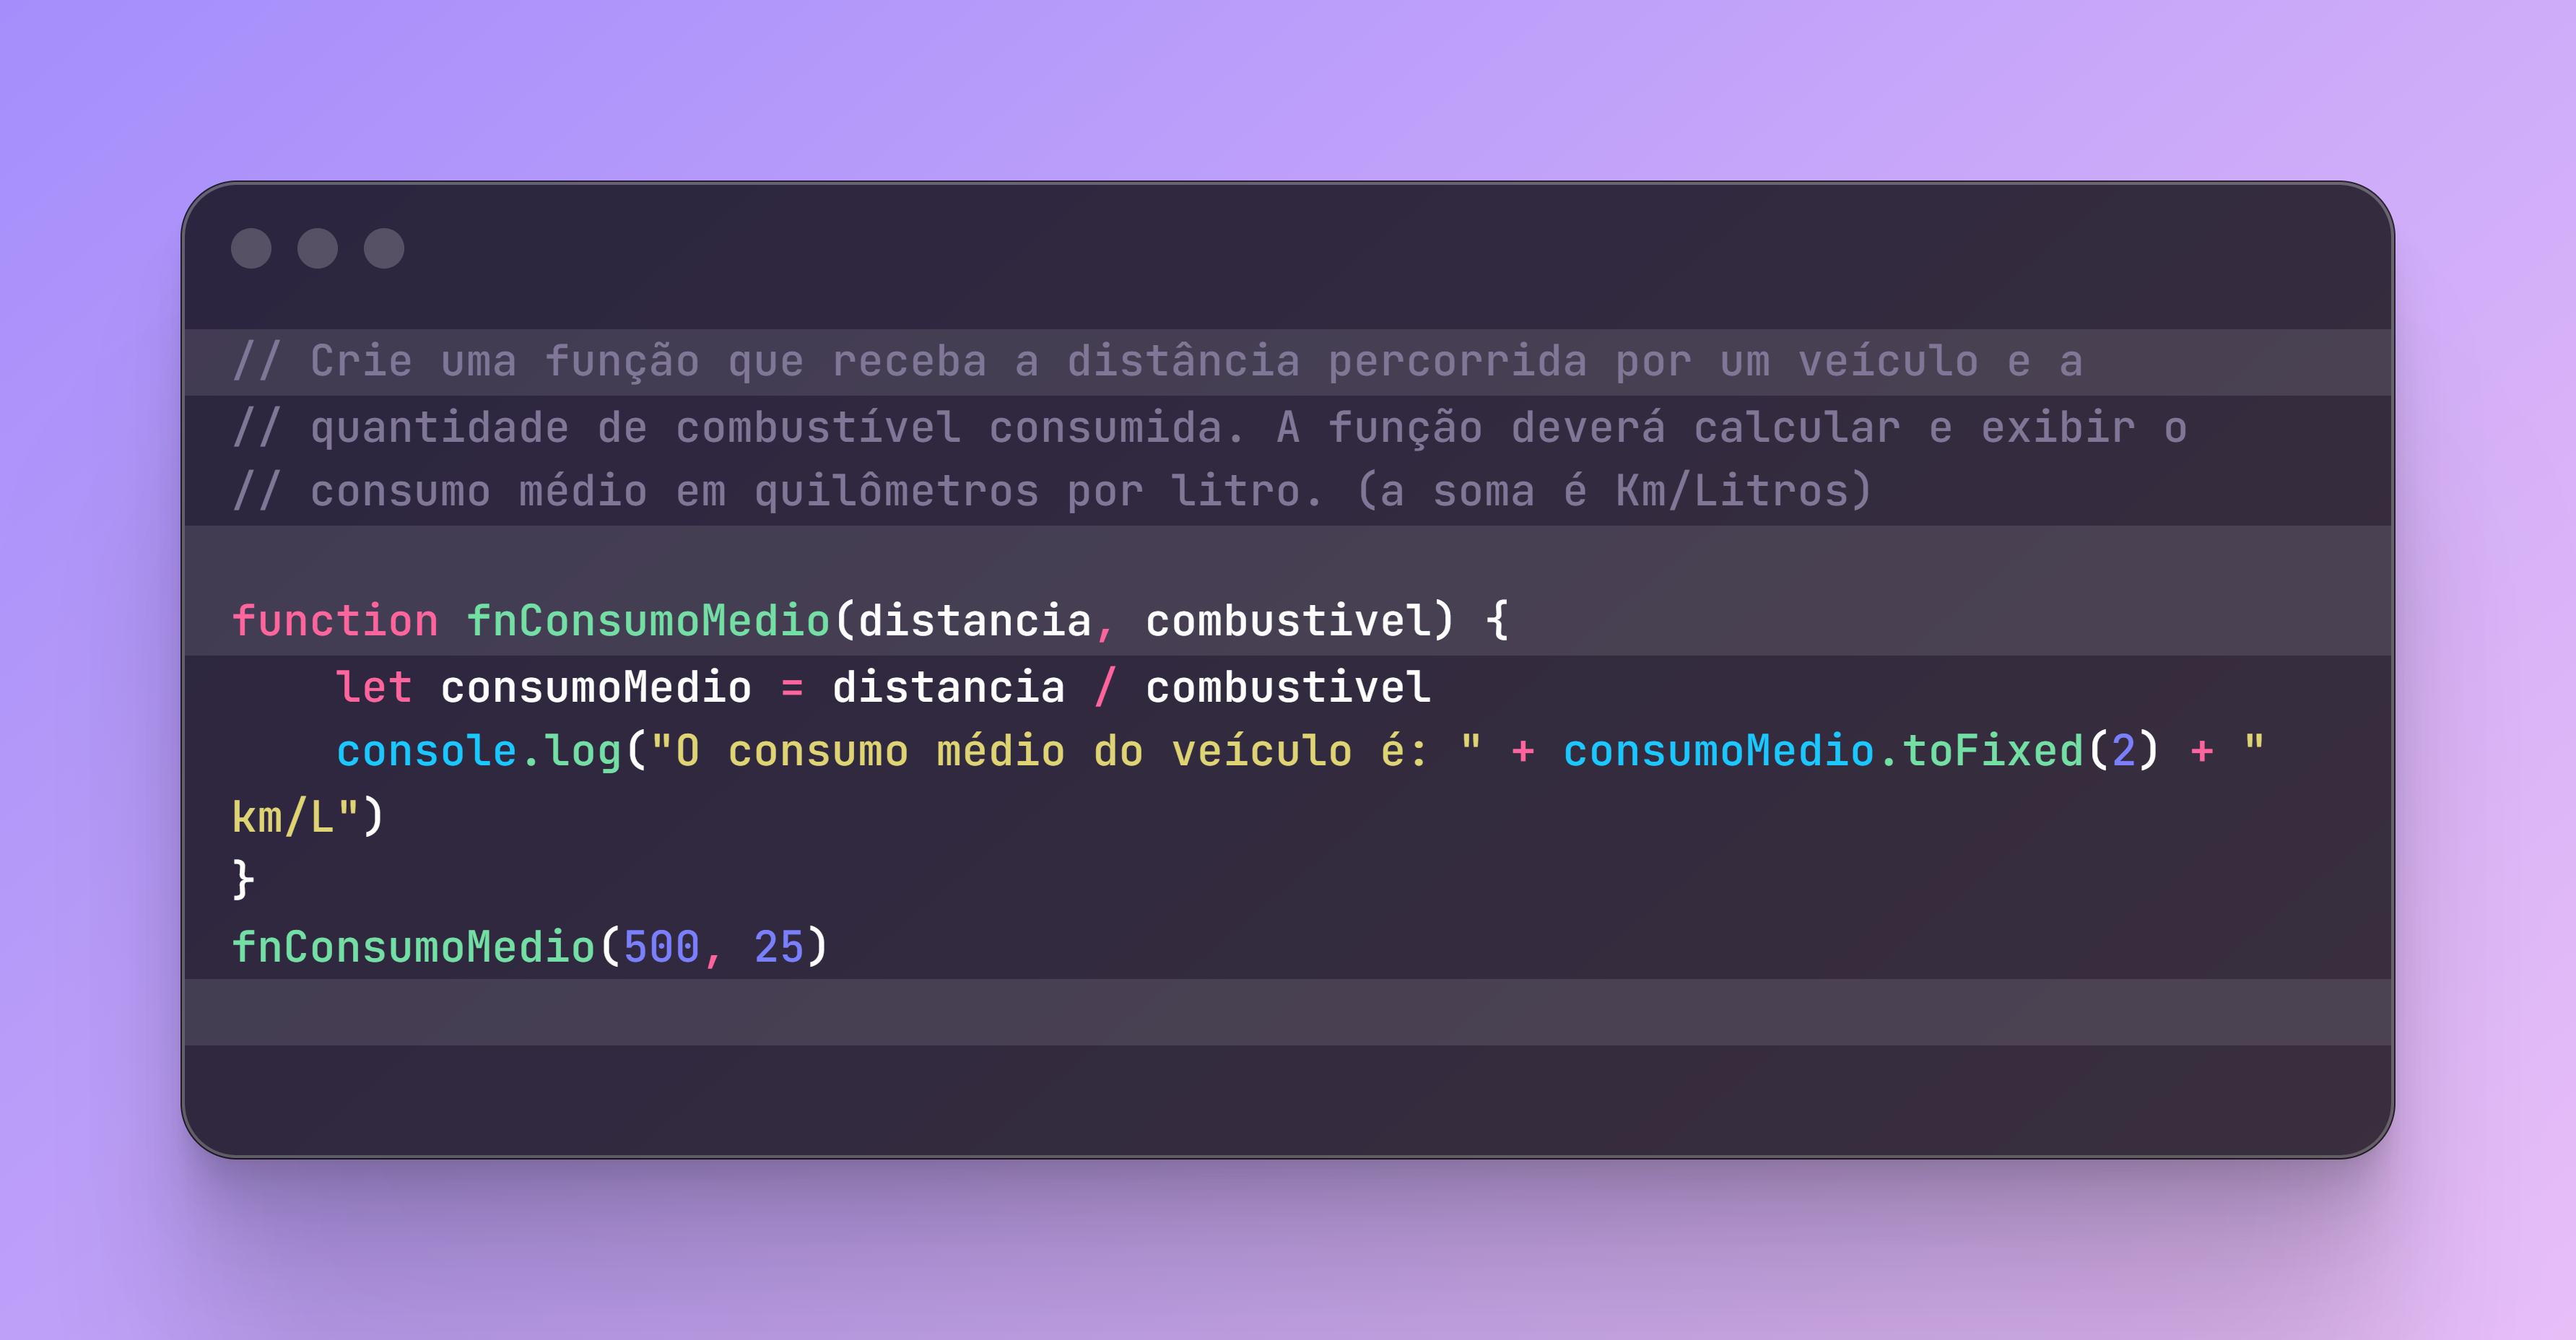 // Crie uma função que receba a distância percorrida por um veículo e a
// quantidade de combustível consumida. A função deverá calcular e exibir o
// consumo médio em quilômetros por litro. (a soma é Km/Litros)
function fnConsumoMedio(distancia, combustivel) {
    let consumoMedio = distancia / combustivel
    console.log("O consumo médio do veículo é: " + consumoMedio.toFixed(2) + "
km/L")
}
fnConsumoMedio(500, 25)